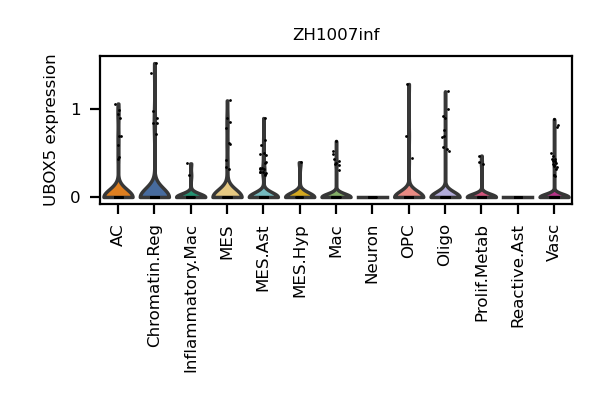 ZH1007inf
UBOX5 expression
1
0
AC
Chromatin.Reg
Inflammatory.Mac
MES
MES.Ast
MES.Hyp
Mac
Neuron
OPC
Oligo
Prolif.Metab
Reactive.Ast
Vasc